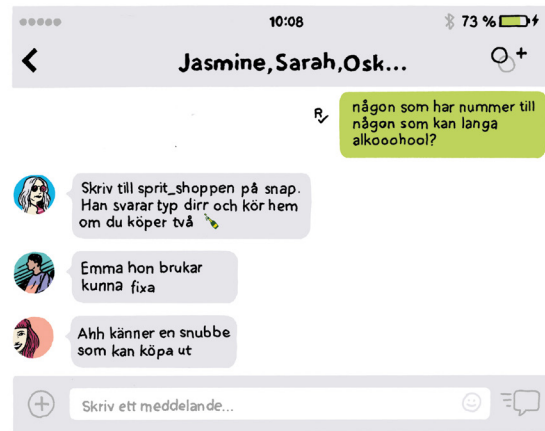 10:08
73 %
Jasmine,Sarah,Osk...
någon som har nummer till
någon som kan langa
alkooohool?
R
Skriv till sprit_shoppen på snap.
Han svarar typ dirr och kör hem
om du köper två
Emma hon brukar
kunna fixa
Ahh känner en snubbe
som kan köpa ut
Skriv ett meddelande...